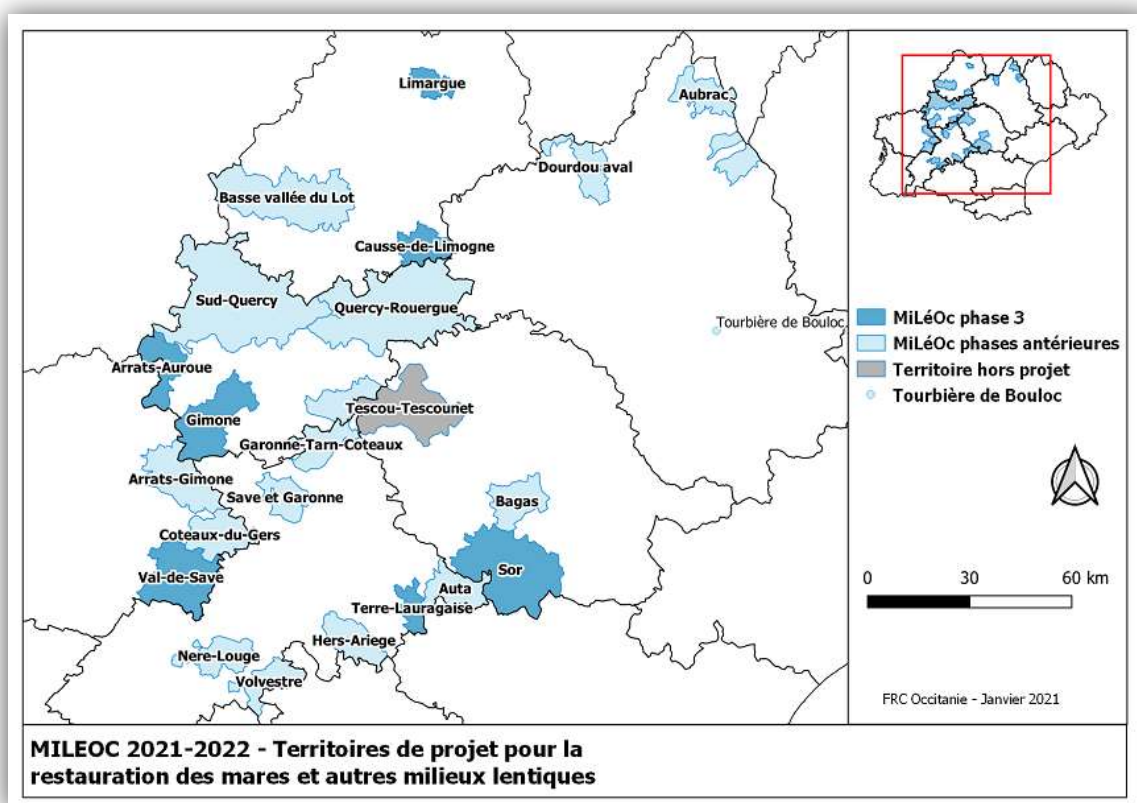 Limargue
Aubrac
Dourdou aval
Basse vallée du Lot
Causse-de-Limogne
Sud-Quercy
Quercy-Rouergue
Tourbière de Bouloc
Arrats-Auroue
Tescou-Tescounet
Gimone
Garonne-Tarn-Coteaux
Arrats-Gimone
Save et Garonne
Bagas
Coteaux-du-Gers
Val-de-Save
Sor
Auta
Terre-Lauragaise
Hers-Ariege
Nere-Louge
Volvestre
MiLéOc phase 3
MiLéOc phases antérieures
Territoire hors projet
Tourbière de Bouloc
0 30 60 km
FRC Occitanie - Janvier 2021
MILEOC 2021-2022 - Territoires de projet pour la
restauration des mares et autres milieux lentiques